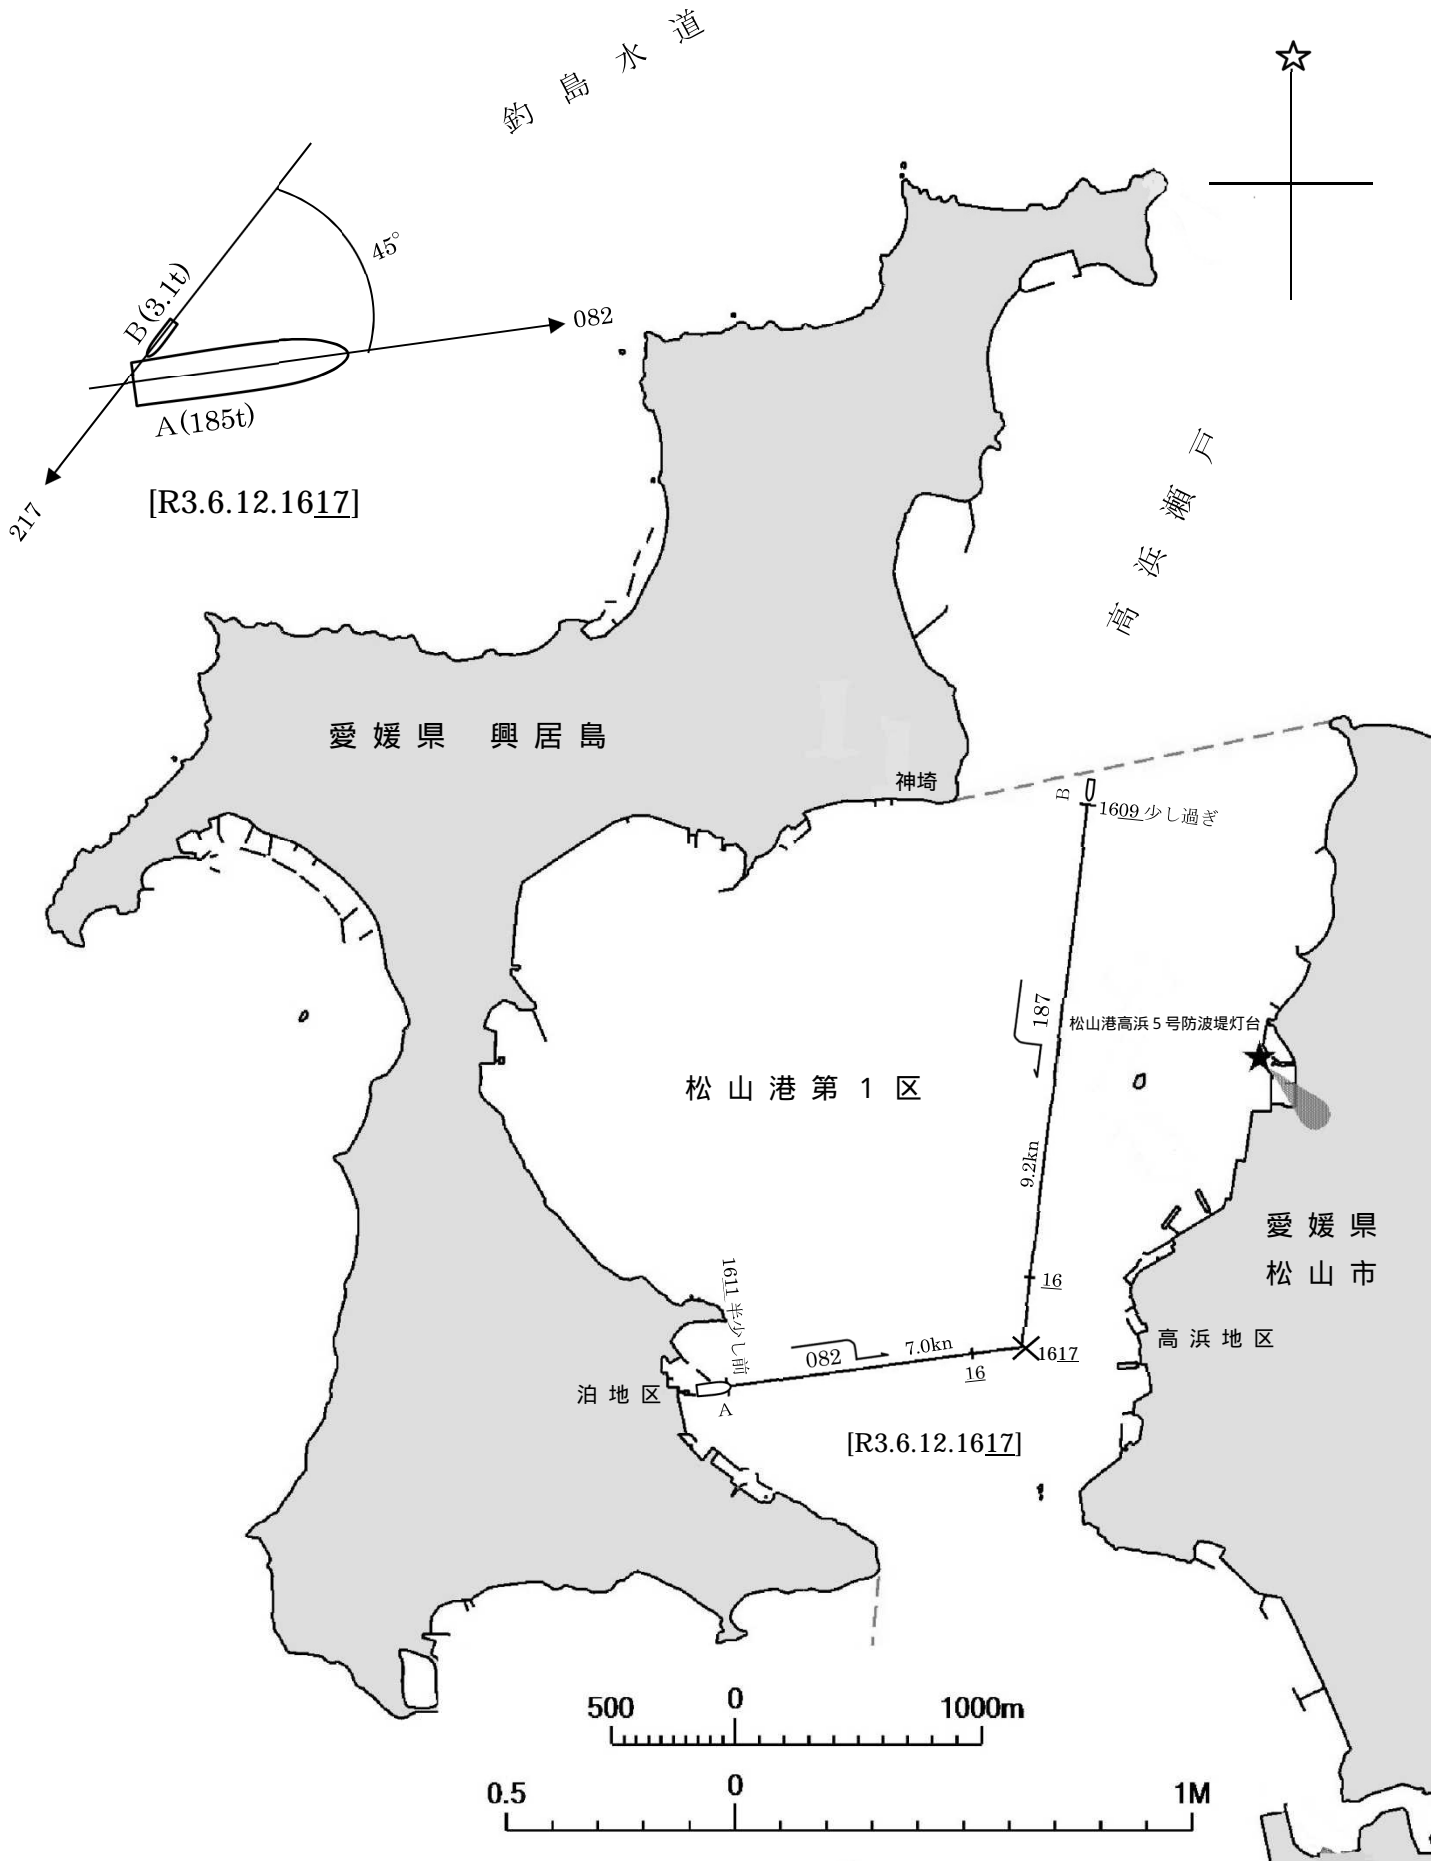 釣島水道
45°
B(3.1t)
082
A(185t)
217
[R3.6.12.1617]
高浜瀬戸
愛媛県 興居島
神埼
B
1609少し過ぎ
187
松山港高浜5号防波堤灯台
松山港第1区
9.2kn
愛媛県
松山市
16
1611半少し前
高浜地区
082
7.0kn
1617
16
泊地区
A
[R3.6.12.1617]
500 0 1000m
0.5 0 1M